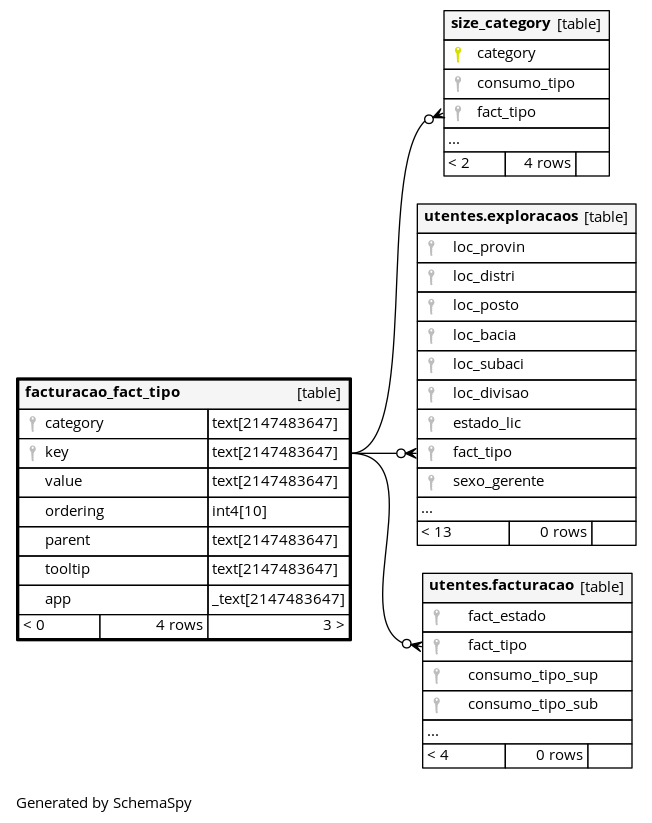 size_category [table]
category
consumo_tipo
fact_tipo
...
< 2 4 rows
utentes.exploracaos [table]
loc_provin
loc_distri
loc_posto
loc_bacia
loc_subaci
loc_divisao
estado_lic
fact_tipo
sexo_gerente
...
< 13 0 rows
facturacao_fact_tipo [table]
category text[2147483647]
key text[2147483647]
value text[2147483647]
ordering int4[10]
parent text[2147483647]
tooltip text[2147483647]
app _text[2147483647]
< 0 4 rows 3 >
utentes.facturacao [table]
fact_estado
fact_tipo
consumo_tipo_sup
consumo_tipo_sub
...
< 4 0 rows
Generated by SchemaSpy